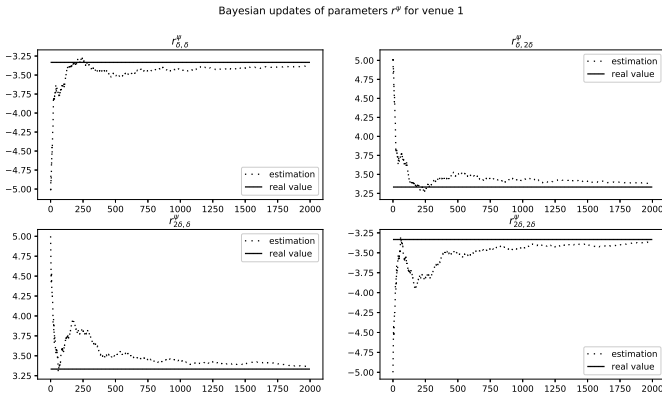 Bayesian updates of parameters r^ψ for venue 1
r^ψ_{δ,δ}
−3.25
−3.50
−3.75
−4.00
−4.25
−4.50
−4.75
−5.00
estimation
real value
0 250 500 750 1000 1250 1500 1750 2000
r^ψ_{δ,2δ}
5.00
4.75
4.50
4.25
4.00
3.75
3.50
3.25
estimation
real value
0 250 500 750 1000 1250 1500 1750 2000
r^ψ_{2δ,δ}
5.00
4.75
4.50
4.25
4.00
3.75
3.50
3.25
estimation
real value
0 250 500 750 1000 1250 1500 1750 2000
r^ψ_{2δ,2δ}
−3.25
−3.50
−3.75
−4.00
−4.25
−4.50
−4.75
−5.00
estimation
real value
0 250 500 750 1000 1250 1500 1750 2000